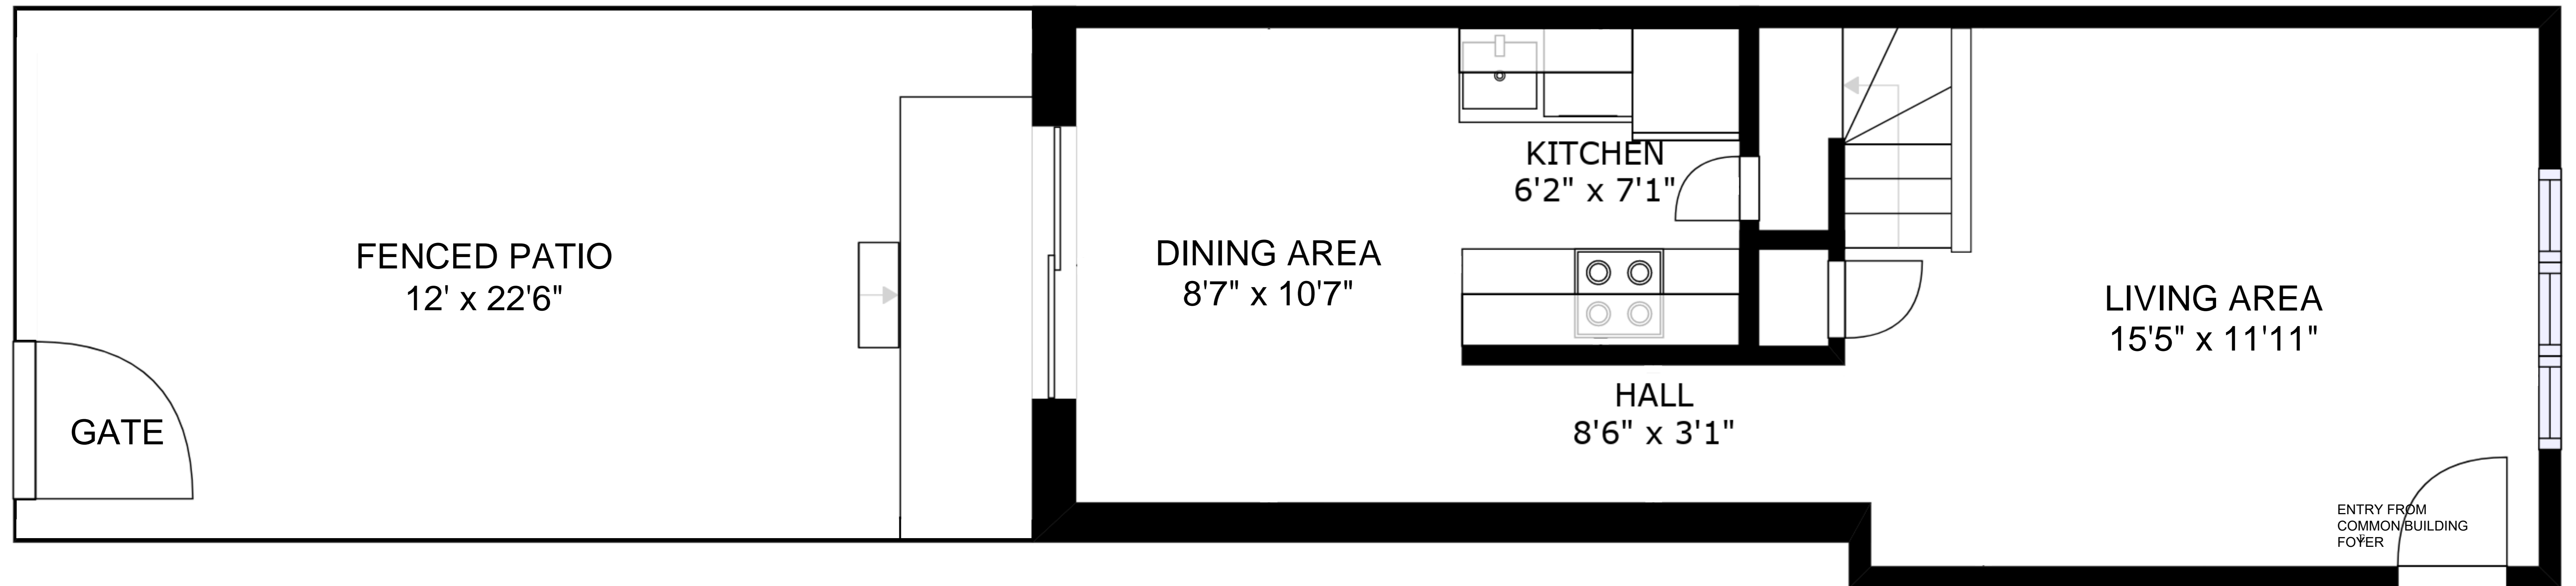 FENCED PATIO
12' x 22'6"
GATE
DINING AREA
8'7" x 10'7"
KITCHEN
6'2" x 7'1"
HALL
8'6" x 3'1"
LIVING AREA
15'5" x 11'11"
ENTRY FROM
COMMON BUILDING
FOYER